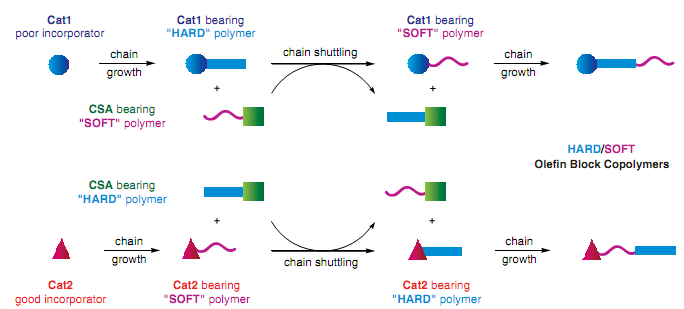 Cat1
poor incorporator
chain
growth
Cat1 bearing
"HARD" polymer
chain shuttling
Cat1 bearing
"SOFT" polymer
chain
growth
+
+
CSA bearing
"SOFT" polymer
HARD/SOFT
Olefin Block Copolymers
CSA bearing
"HARD" polymer
+
+
chain
growth
chain shuttling
chain
growth
Cat2
good incorporator
Cat2 bearing
"SOFT" polymer
Cat2 bearing
"HARD" polymer